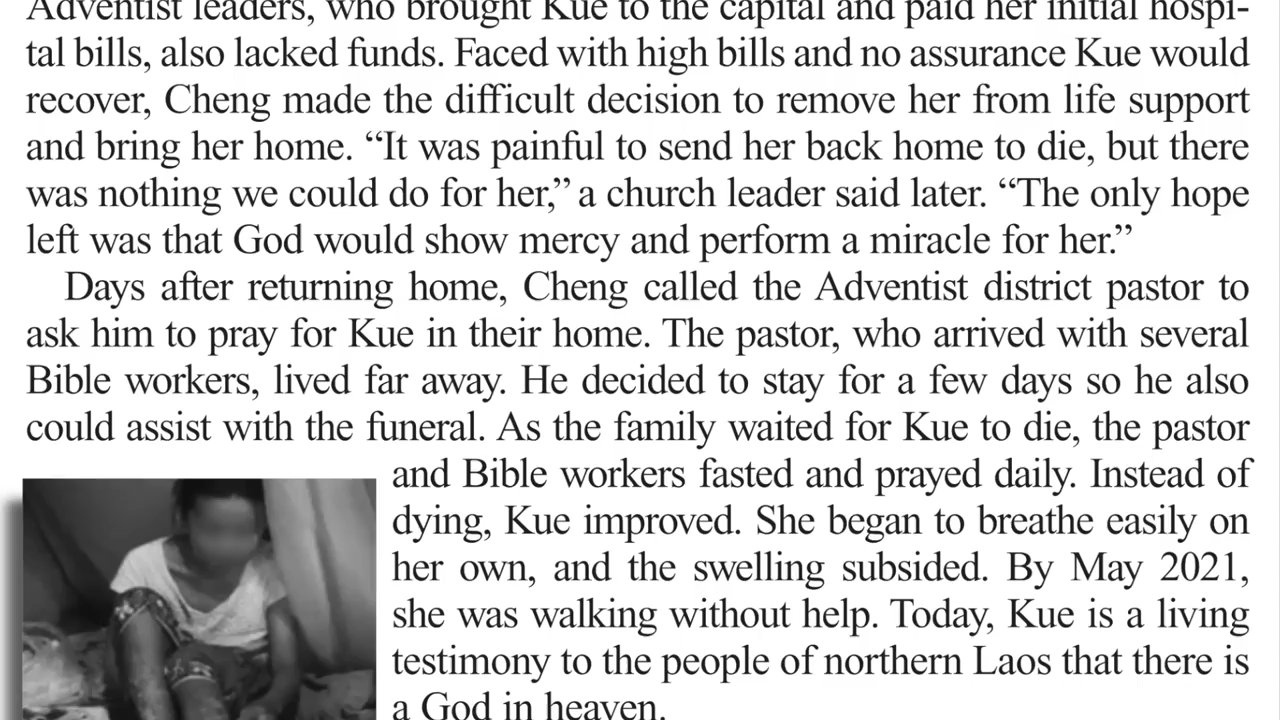 Adventist leaders, who brought Kue to the capital and paid her initial hospi-
tal bills, also lacked funds. Faced with high bills and no assurance Kue would
recover, Cheng made the difficult decision to remove her from life support
and bring her home. “It was painful to send her back home to die, but there
was nothing we could do for her,” a church leader said later. “The only hope
left was that God would show mercy and perform a miracle for her.”
Days after returning home, Cheng called the Adventist district pastor to
ask him to pray for Kue in their home. The pastor, who arrived with several
Bible workers, lived far away. He decided to stay for a few days so he also
could assist with the funeral. As the family waited for Kue to die, the pastor
and Bible workers fasted and prayed daily. Instead of
dying, Kue improved. She began to breathe easily on
her own, and the swelling subsided. By May 2021,
she was walking without help. Today, Kue is a living
testimony to the people of northern Laos that there is
a God in heaven.